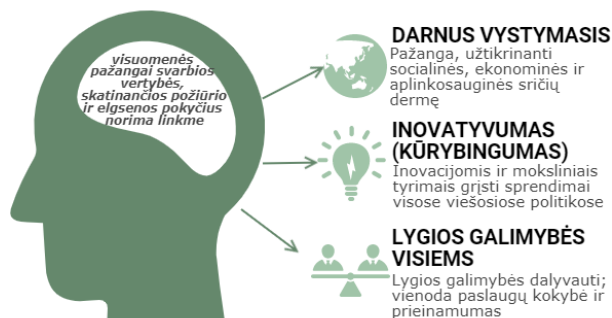 visuomenės
pažangai svarbios
vertybės,
skatinančios požiūrio
ir elgsenos pokyčius
norima linkme
DARNUS VYSTYMASIS
Pažanga, užtikrinanti
socialinės, ekonominės ir
aplinkosauginės sričių
dermę
INOVATYVUMAS
(KŪRYBINGUMAS)
Inovacijomis ir moksliniais
tyrimais grįsti sprendimai
visose viešosiose politikose
LYGIOS GALIMYBĖS
VISIEMS
Lygios galimybės dalyvauti;
vienoda paslaugų kokybė ir
prieinamumas